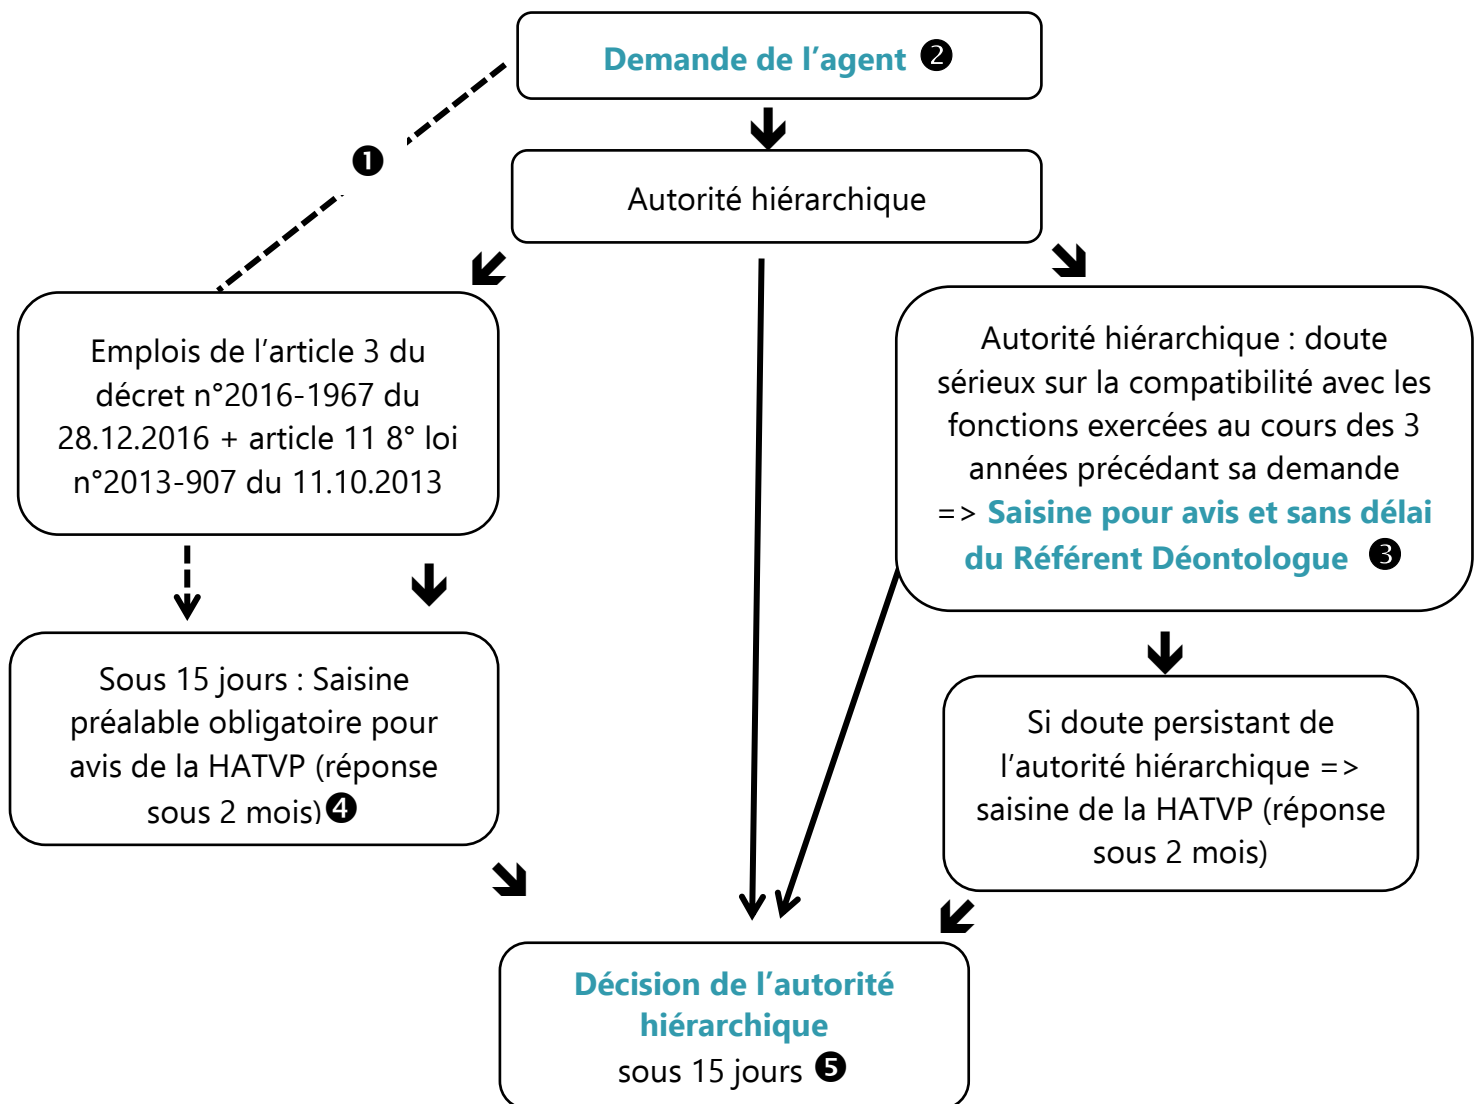 Demande de l’agent ❷
❶
Autorité hiérarchique
Emplois de l’article 3 du
décret n°2016-1967 du
28.12.2016 + article 11 8° loi
n°2013-907 du 11.10.2013
Autorité hiérarchique : doute
sérieux sur la compatibilité avec les
fonctions exercées au cours des 3
années précédant sa demande
=> Saisine pour avis et sans délai
du Référent Déontologue ❸
Sous 15 jours : Saisine
préalable obligatoire pour
avis de la HATVP (réponse
sous 2 mois)❹
Si doute persistant de
l’autorité hiérarchique =>
saisine de la HATVP (réponse
sous 2 mois)
Décision de l’autorité
hiérarchique
sous 15 jours ❺